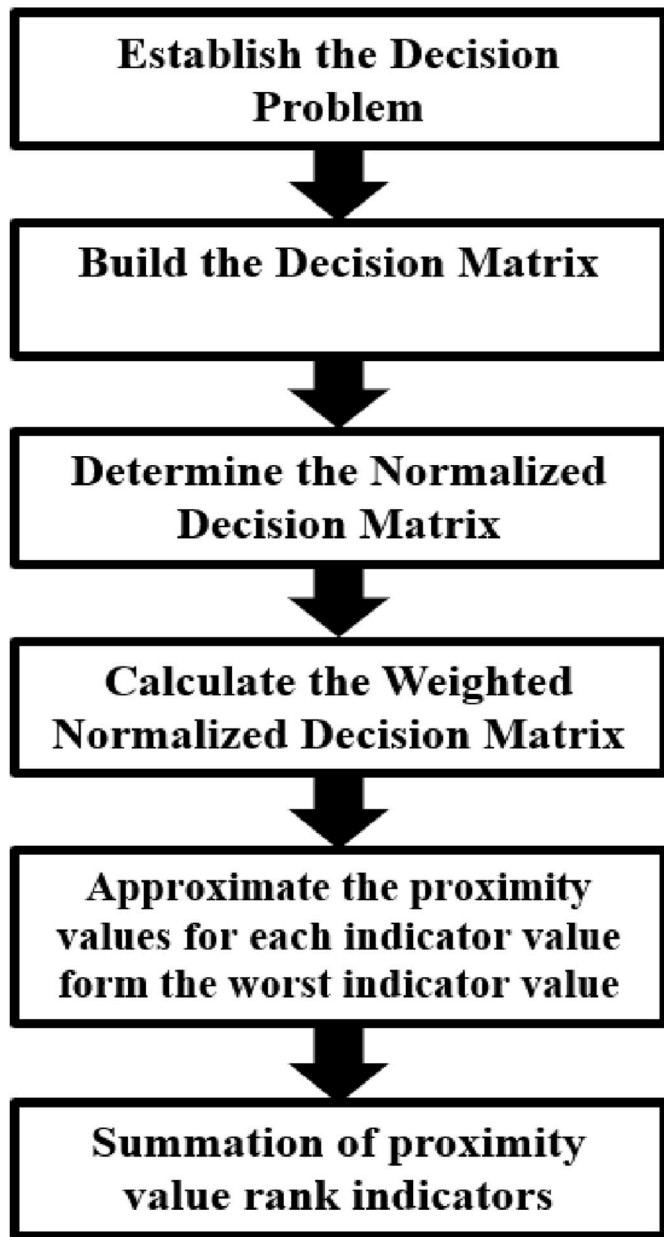 Establish the Decision
Problem
Build the Decision Matrix
Determine the Normalized
Decision Matrix
Calculate the Weighted
Normalized Decision Matrix
Approximate the proximity
values for each indicator value
form the worst indicator value
Summation of proximity
value rank indicators